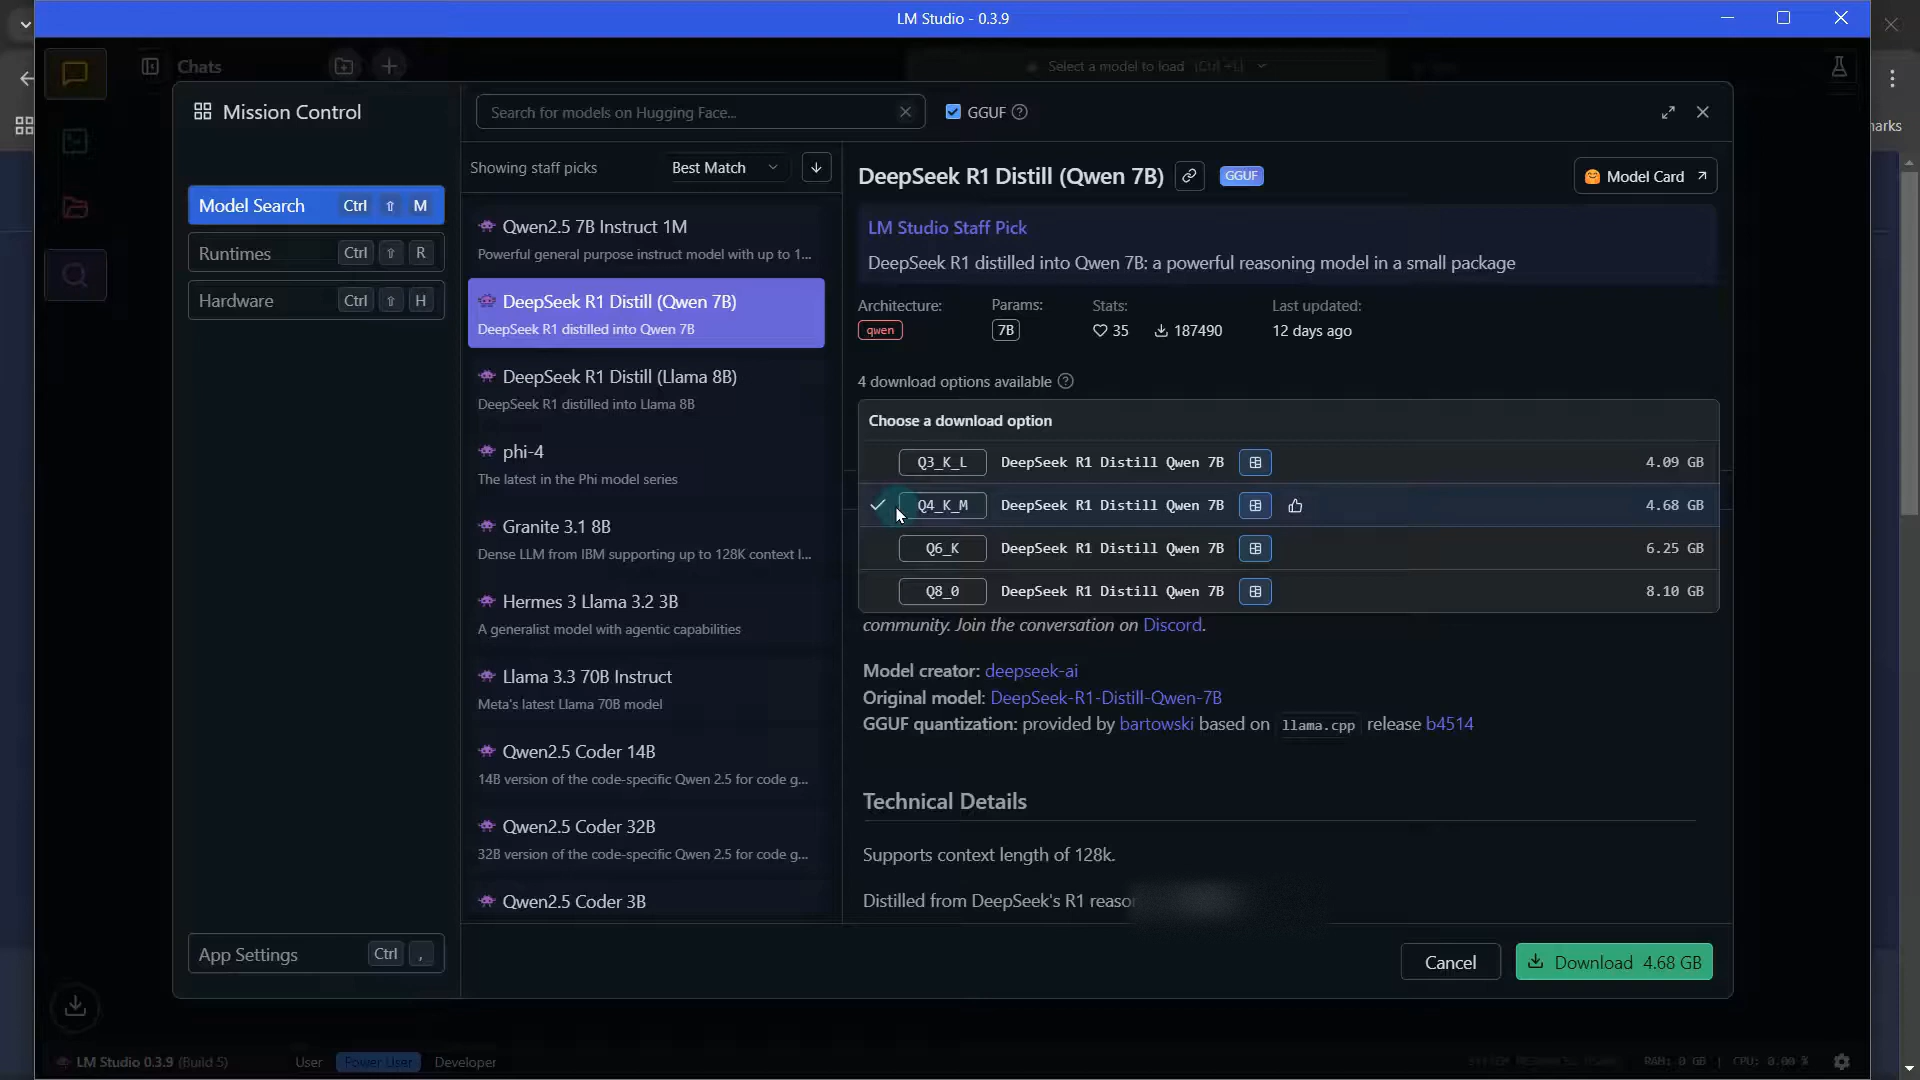 LM Studio - 0.3.9
Chats
Select a model to load (Ctrl + L)
arks
Mission Control
Search for models on Hugging Face...
GGUF
Model Search Ctrl ⇧ M
Runtimes Ctrl ⇧ R
Hardware Ctrl ⇧ H
App Settings Ctrl ,
Showing staff picks
Best Match
Qwen2.5 7B Instruct 1M
Powerful general purpose instruct model with up to 1...
DeepSeek R1 Distill (Qwen 7B)
DeepSeek R1 distilled into Qwen 7B
DeepSeek R1 Distill (Llama 8B)
DeepSeek R1 distilled into Llama 8B
phi-4
The latest in the Phi model series
Granite 3.1 8B
Dense LLM from IBM supporting up to 128K context l...
Hermes 3 Llama 3.2 3B
A generalist model with agentic capabilities
Llama 3.3 70B Instruct
Meta's latest Llama 70B model
Qwen2.5 Coder 14B
14B version of the code-specific Qwen 2.5 for code g...
Qwen2.5 Coder 32B
32B version of the code-specific Qwen 2.5 for code g...
Qwen2.5 Coder 3B
DeepSeek R1 Distill (Qwen 7B) GGUF
Model Card
LM Studio Staff Pick
DeepSeek R1 distilled into Qwen 7B: a powerful reasoning model in a small package
Architecture: Params: Stats: Last updated:
qwen 7B 35 187490 12 days ago
4 download options available
Choose a download option
Q3_K_L DeepSeek R1 Distill Qwen 7B 4.09 GB
Q4_K_M DeepSeek R1 Distill Qwen 7B 4.68 GB
Q6_K DeepSeek R1 Distill Qwen 7B 6.25 GB
Q8_0 DeepSeek R1 Distill Qwen 7B 8.10 GB
community. Join the conversation on Discord.
Model creator: deepseek-ai
Original model: DeepSeek-R1-Distill-Qwen-7B
GGUF quantization: provided by bartowski based on llama.cpp release b4514
Technical Details
Supports context length of 128k.
Distilled from DeepSeek's R1 reaso
Cancel
Download 4.68 GB
LM Studio 0.3.9 (Build 5)
User
Power User
Developer
RAM: 0 GB | CPU: 0.00 %